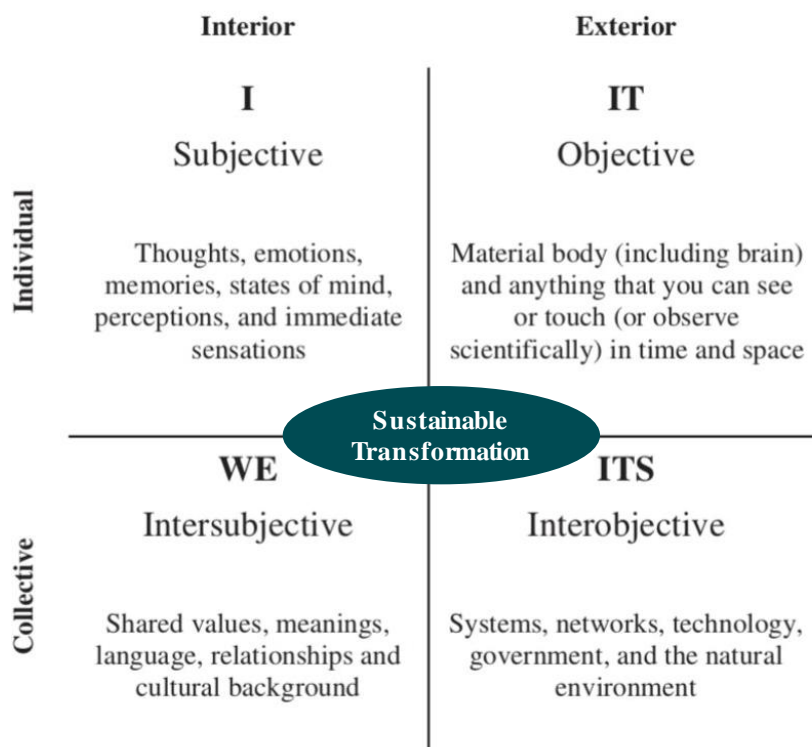 Interior
Exterior
Individual
I
Subjective
Thoughts, emotions,
memories, states of mind,
perceptions, and immediate
sensations
IT
Objective
Material body (including brain)
and anything that you can see
or touch (or observe
scientifically) in time and space
Sustainable
Transformation
Collective
WE
Intersubjective
Shared values, meanings,
language, relationships and
cultural background
ITS
Interobjective
Systems, networks, technology,
government, and the natural
environment